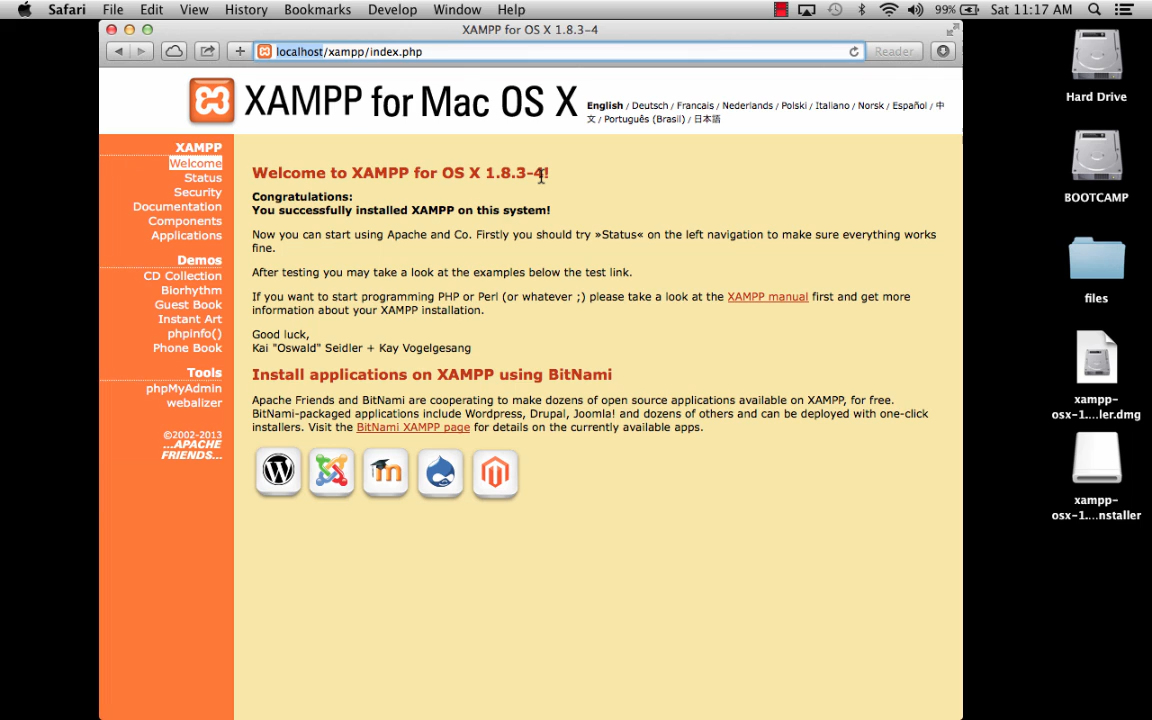 Safari File Edit View History Bookmarks Develop Window Help 99% Sat 11:17 AM
XAMPP for OS X 1.8.3-4
localhost/xampp/index.php
Reader
XAMPP for Mac OS X
English / Deutsch / Francais / Nederlands / Polski / Italiano / Norsk / Español / 中
文 / Português (Brasil) / 日本語
XAMPP
Welcome
Status
Security
Documentation
Components
Applications
Demos
CD Collection
Biorhythm
Guest Book
Instant Art
phpinfo()
Phone Book
Tools
phpMyAdmin
webalizer
©2002-2013
...APACHE
FRIENDS...
Welcome to XAMPP for OS X 1.8.3-4!
Congratulations:
You successfully installed XAMPP on this system!
Now you can start using Apache and Co. Firstly you should try »Status« on the left navigation to make sure everything works
fine.
After testing you may take a look at the examples below the test link.
If you want to start programming PHP or Perl (or whatever ;) please take a look at the XAMPP manual first and get more
information about your XAMPP installation.
Good luck,
Kai "Oswald" Seidler + Kay Vogelgesang
Install applications on XAMPP using BitNami
Apache Friends and BitNami are cooperating to make dozens of open source applications available on XAMPP, for free.
BitNami-packaged applications include Wordpress, Drupal, Joomla! and dozens of others and can be deployed with one-click
installers. Visit the BitNami XAMPP page for details on the currently available apps.
Hard Drive
BOOTCAMP
files
xampp-
osx-1....ler.dmg
xampp-
osx-1....nstaller